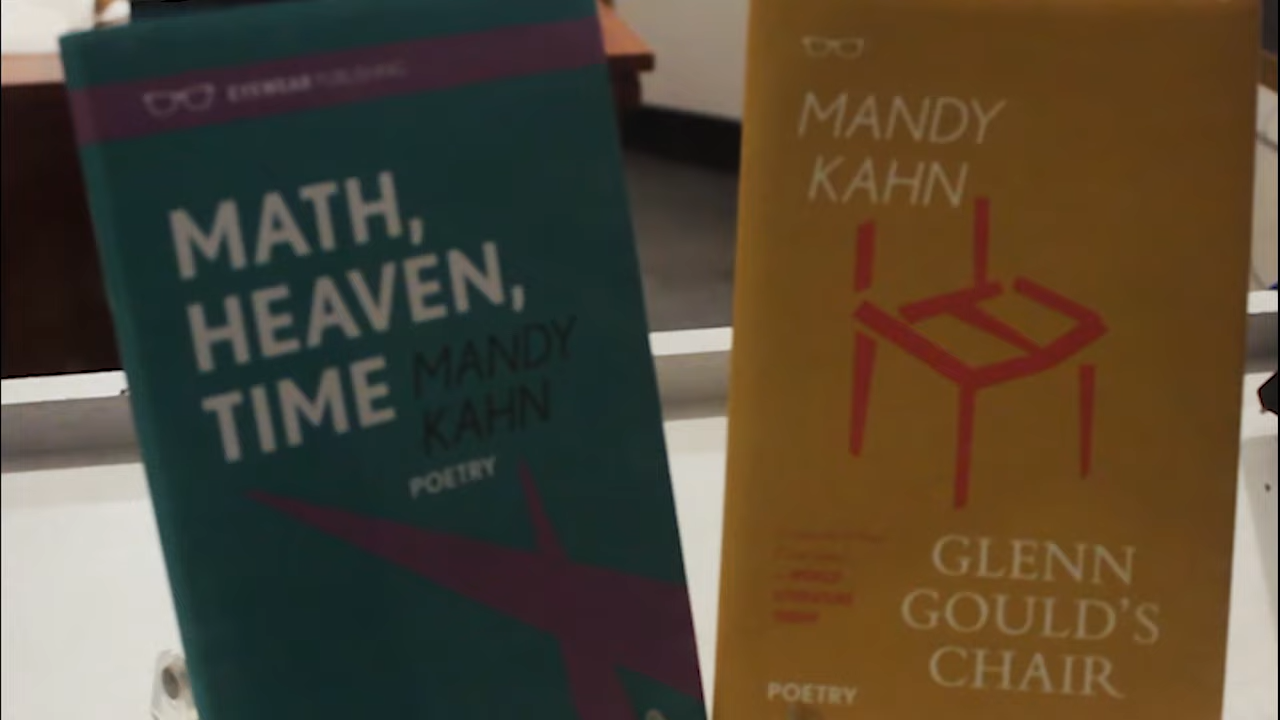 EYEWEAR PUBLISHING
MATH,
HEAVEN,
TIME
MANDY
KAHN
POETRY
MANDY
KAHN
GLENN
GOULD'S
CHAIR
POETRY